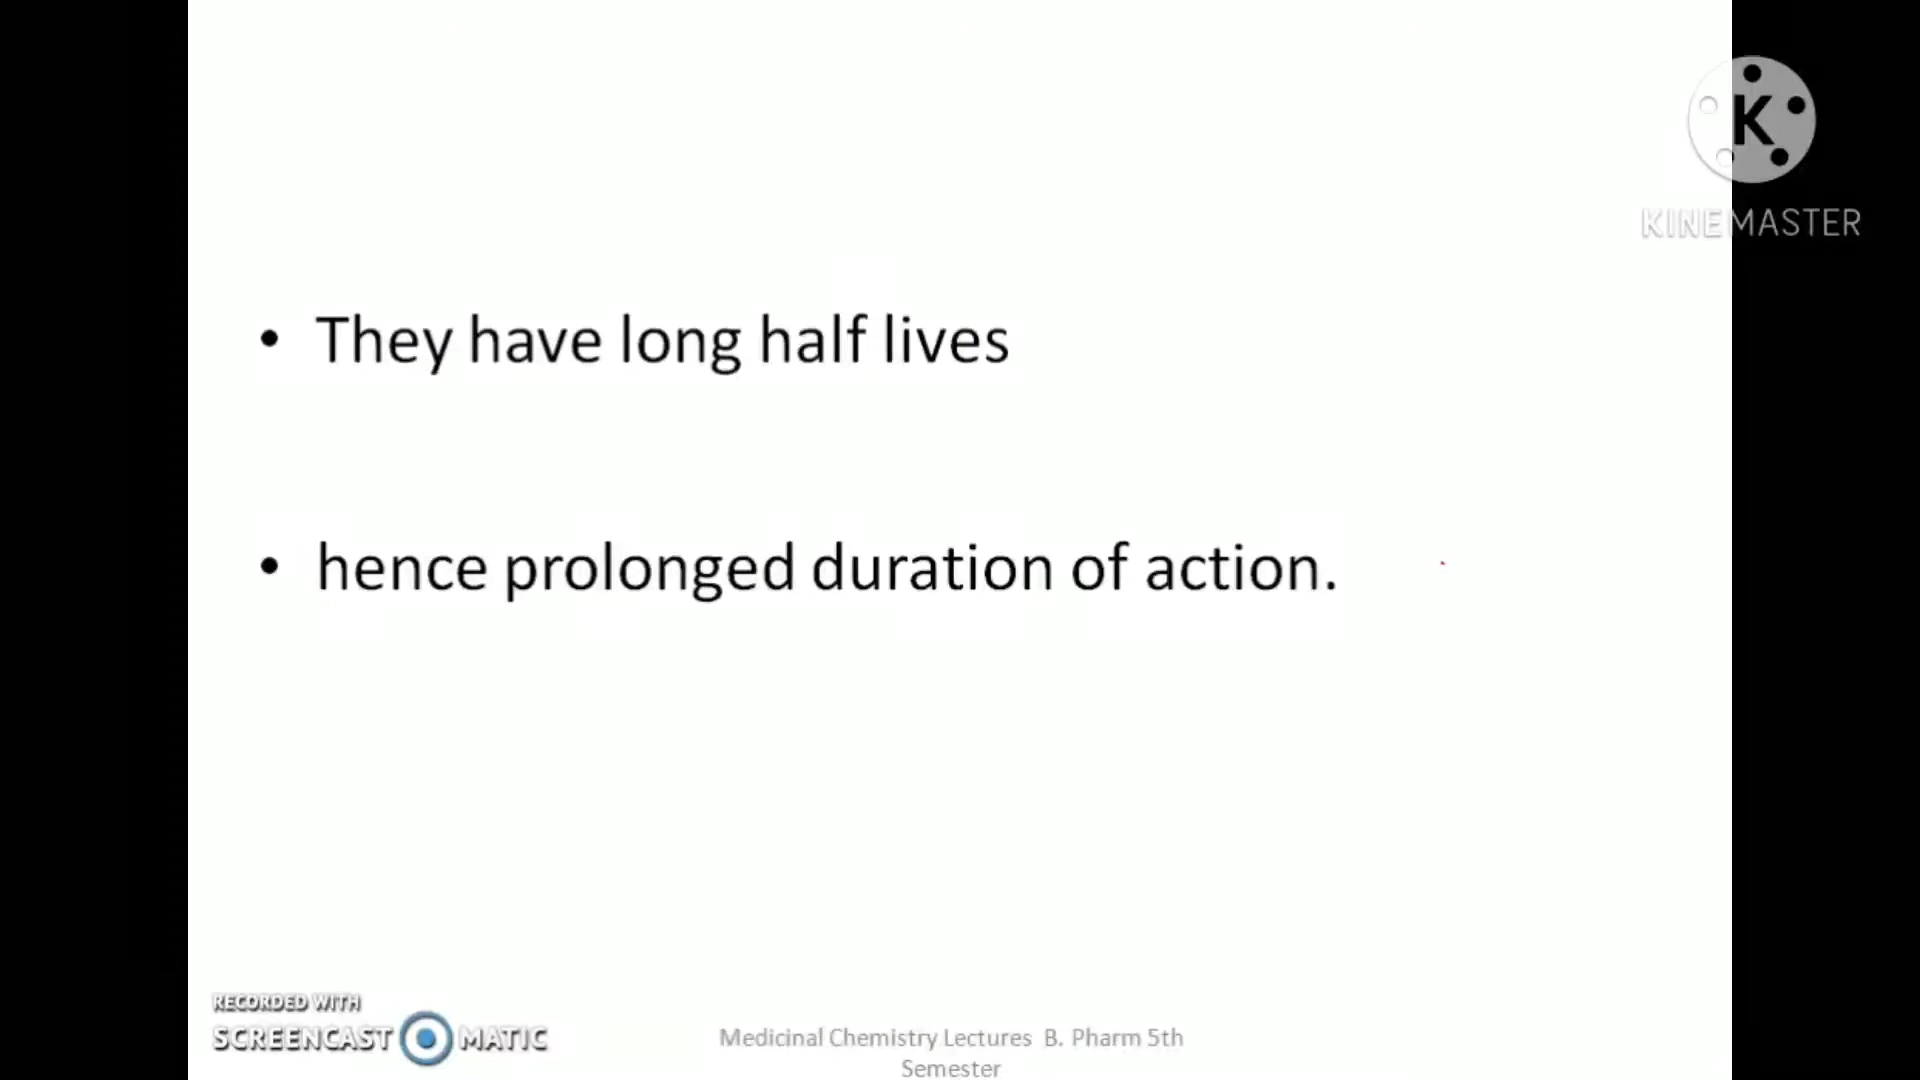 K
KINEMASTER
• They have long half lives
• hence prolonged duration of action.
RECORDED WITH
SCREENCAST MATIC
Medicinal Chemistry Lectures B. Pharm 5th
Semester